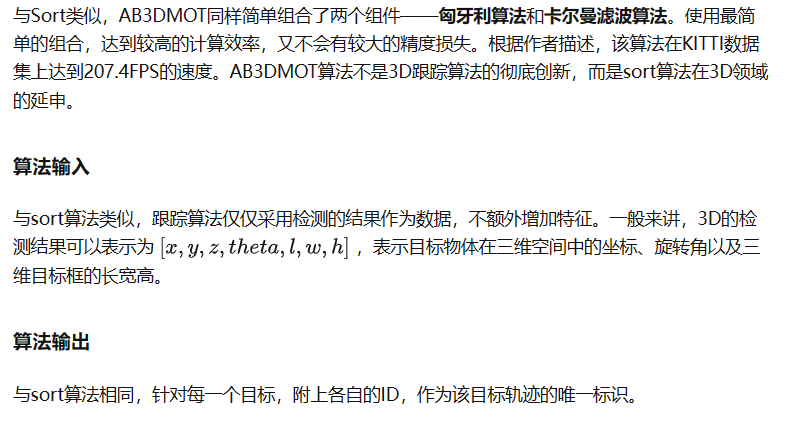 与Sort类似，AB3DMOT同样简单组合了两个组件——匈牙利算法和卡尔曼滤波算法。使用最简
单的组合，达到较高的计算效率，又不会有较大的精度损失。根据作者描述，该算法在KITTI数据
集上达到207.4FPS的速度。AB3DMOT算法不是3D跟踪算法的彻底创新，而是sort算法在3D领域
的延申。
算法输入
与sort算法类似，跟踪算法仅仅采用检测的结果作为数据，不额外增加特征。一般来讲，3D的检
测结果可以表示为 [x, y, z, theta, l, w, h] ，表示目标物体在三维空间中的坐标、旋转角以及三
维目标框的长宽高。
算法输出
与sort算法相同，针对每一个目标，附上各自的ID，作为该目标轨迹的唯一标识。